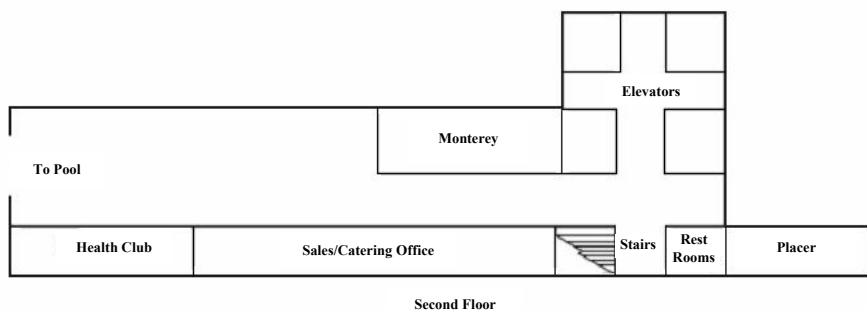 Elevators
Monterey
To Pool
Health Club
Sales/Catering Office
Stairs
Rest
Rooms
Placer
Second Floor